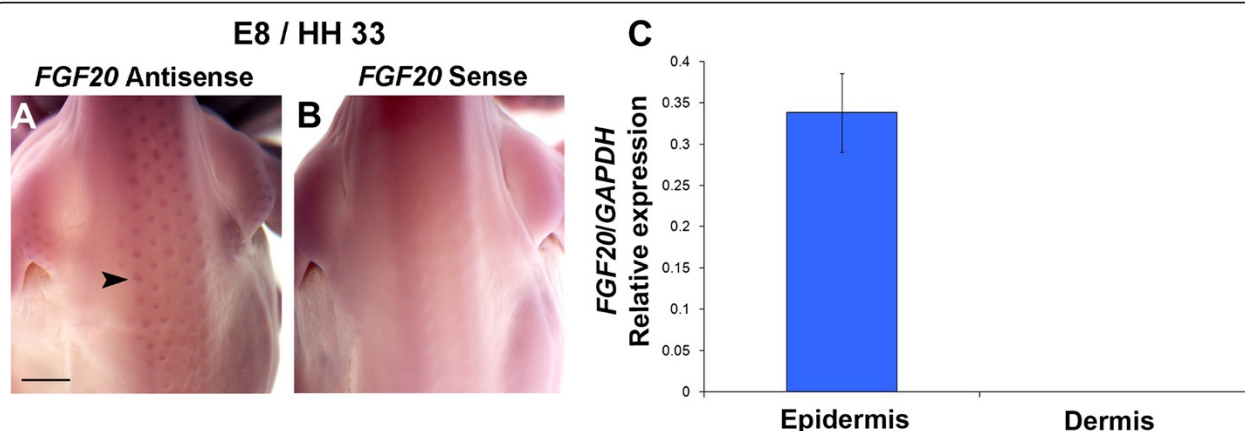 E8 / HH 33
FGF20 Antisense
FGF20 Sense
A
B
C
FGF20/GAPDH
Relative expression
0.4
0.35
0.3
0.25
0.2
0.15
0.1
0.05
0
Epidermis
Dermis